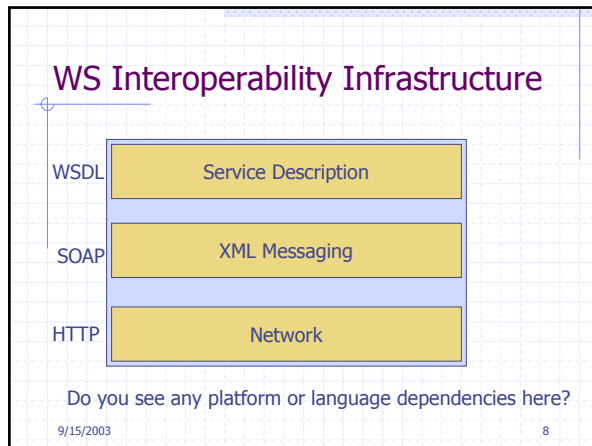 WS Interoperability Infrastructure
WSDL
Service Description
SOAP
XML Messaging
HTTP
Network
Do you see any platform or language dependencies here?
9/15/2003
8